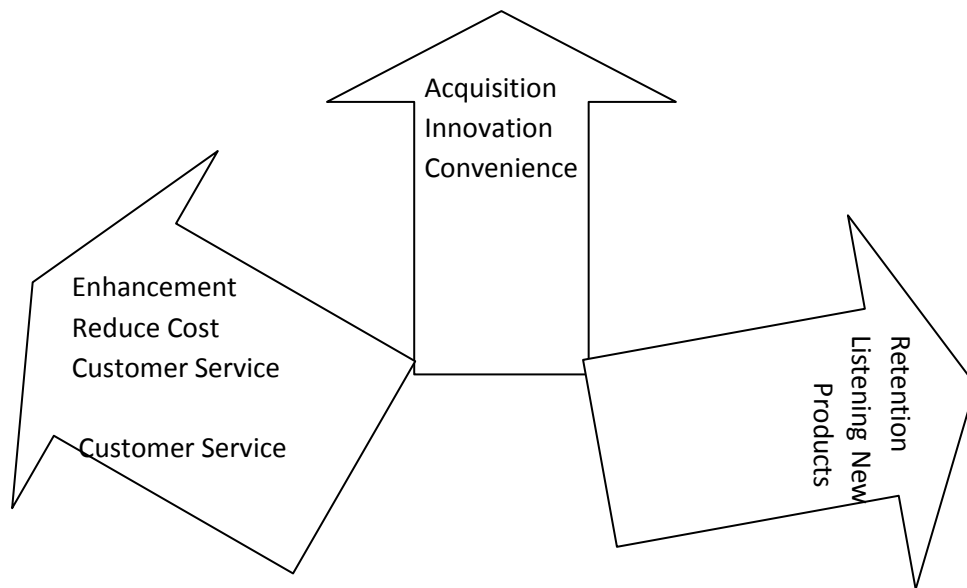 Acquisition
Innovation
Convenience
Enhancement
Reduce Cost
Customer Service
Customer Service
Retention
Listening New
Products